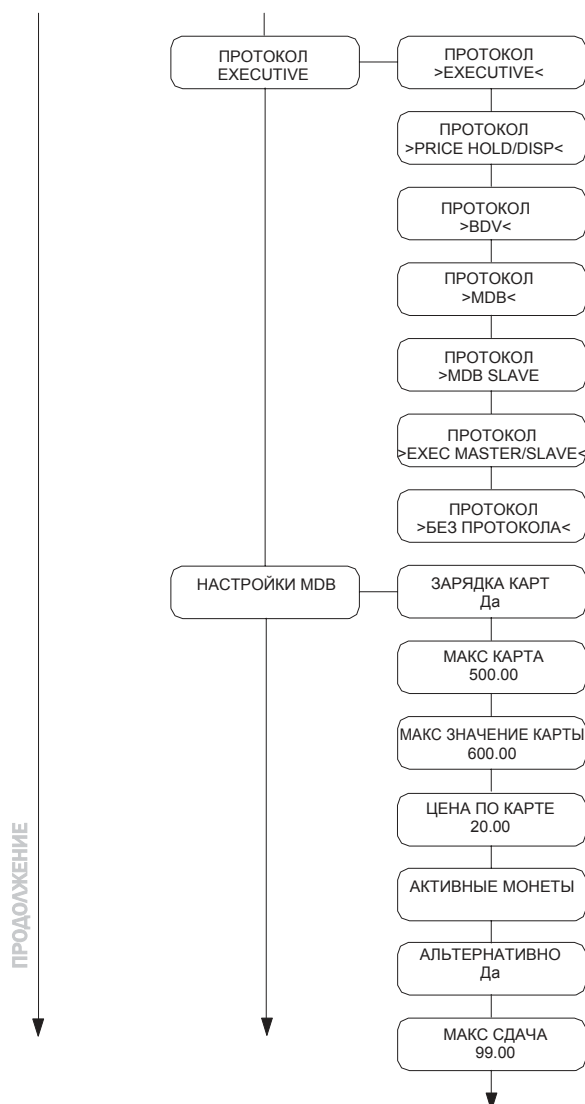 ПРОТОКОЛ
EXECUTIVE
ПРОТОКОЛ
>EXECUTIVE<
ПРОТОКОЛ
>PRICE HOLD/DISP<
ПРОТОКОЛ
>BDV<
ПРОТОКОЛ
>MDB<
ПРОТОКОЛ
>MDB SLAVE
ПРОТОКОЛ
>EXEC MASTER/SLAVE<
ПРОТОКОЛ
>БЕЗ ПРОТОКОЛА<
НАСТРОЙКИ MDB
ЗАРЯДКА КАРТ
Да
МАКС КАРТА
500.00
МАКС ЗНАЧЕНИЕ КАРТЫ
600.00
ЦЕНА ПО КАРТЕ
20.00
АКТИВНЫЕ МОНЕТЫ
АЛЬТЕРНАТИВНО
Да
МАКС СДАЧА
99.00
ПРОДОЛЖЕНИЕ